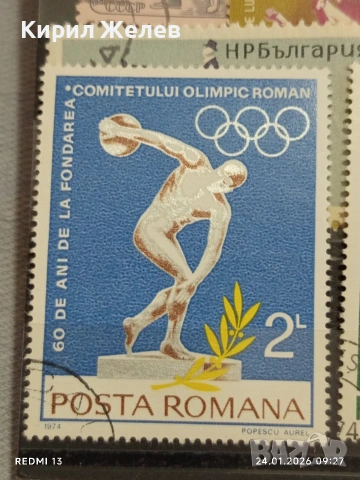 Кирил Желев
СССР
НРБългария
60 DE ANI DE LA FONDAREA
COMITETULUI OLIMPIC ROMAN
2L
POSTA ROMANA
1974
POPESCU AUREL
REDMI 13
24.01.2026 09:27